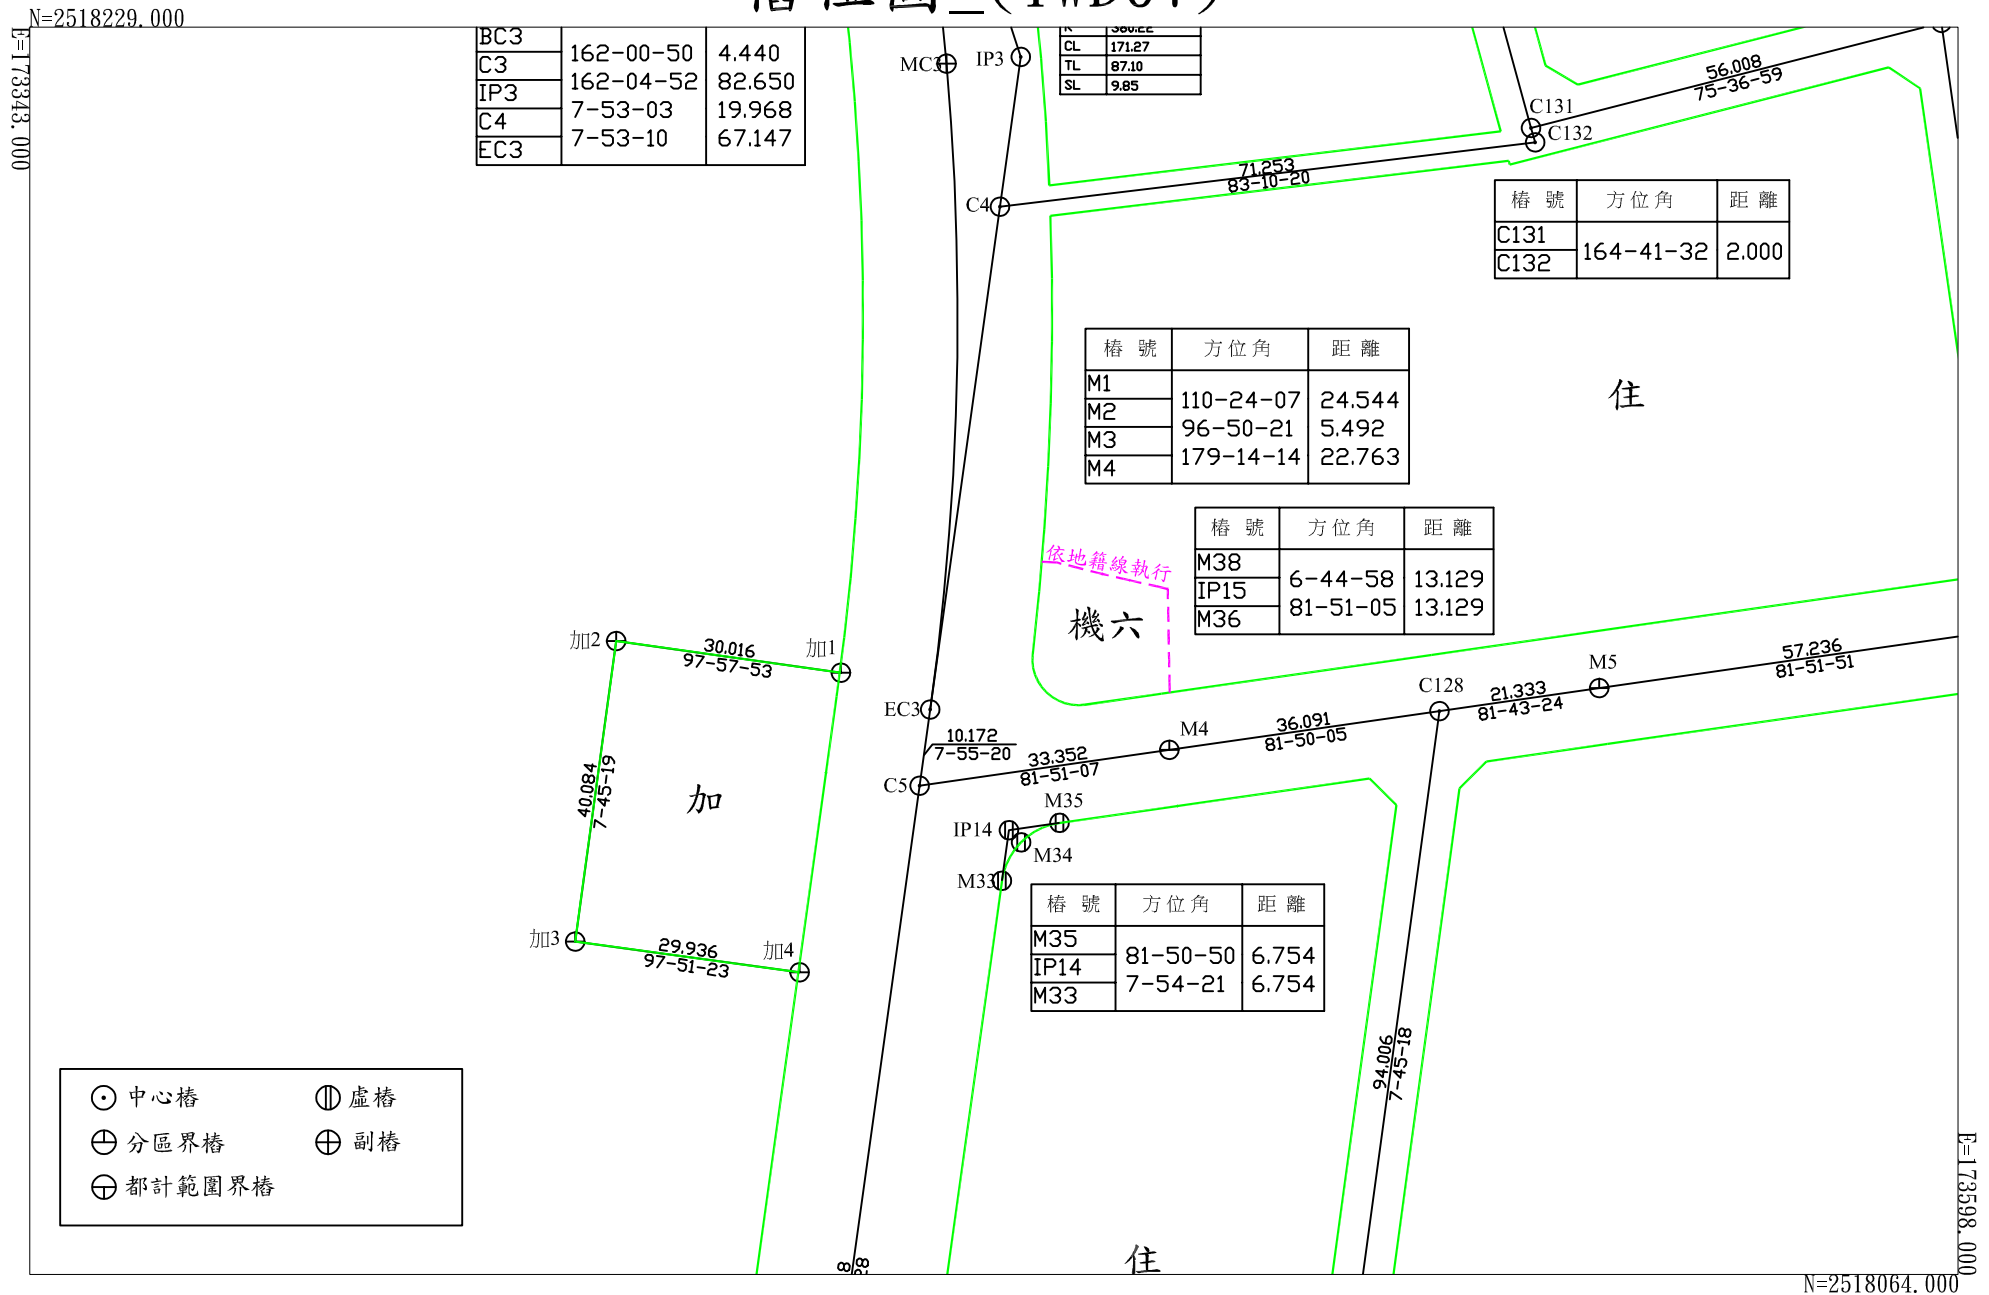 N=2518229.000
E=173343.000
BC3
C3
IP3
C4
EC3
162-00-50 4.440
162-04-52 82.650
7-53-03 19.968
7-53-10 67.147
MC3
IP3
CL 171.27
TL 87.10
SL 9.85
56.008
75-36-59
C131
C132
71.253
83-10-20
C4
樁 號 方位角 距 離
C131
C132
164-41-32 2.000
樁 號 方位角 距 離
M1
M2
M3
M4
110-24-07 24.544
96-50-21 5.492
179-14-14 22.763
住
樁 號 方位角 距 離
M38
IP15
M36
6-44-58 13.129
81-51-05 13.129
依地籍線執行
機六
加2
30.016
97-57-53
加1
57.236
81-51-51
M5
C128
21.333
81-43-24
EC3
10.172
7-55-20
M4
36.091
81-50-05
33.352
81-51-07
C5
40.084
7-45-19
加
M35
IP14
M34
M33
樁 號 方位角 距 離
M35
IP14
M33
81-50-50 6.754
7-54-21 6.754
加3
29.936
97-51-23
加4
94.006
7-45-18
中心樁
虛樁
分區界樁
副樁
都計範圍界樁
住
E=173598.000
N=2518064.000